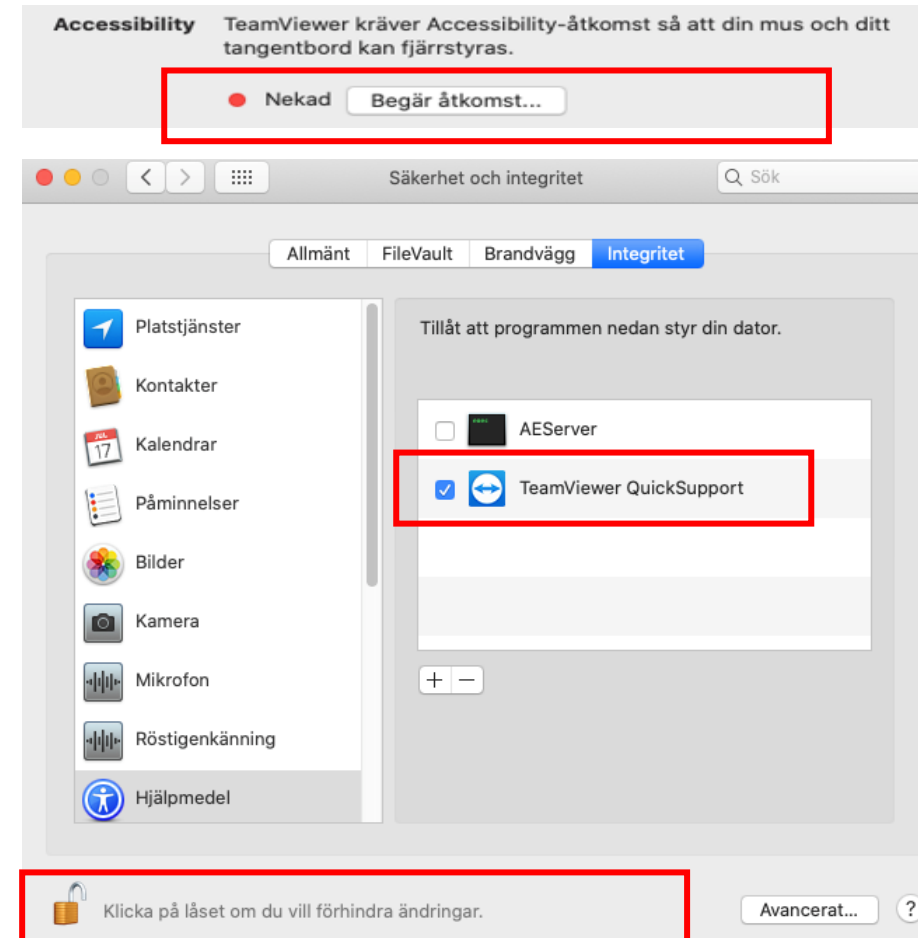 Accessibility
TeamViewer kräver Accessibility-åtkomst så att din mus och ditt
tangentbord kan fjärrstyras.
Nekad
Begär åtkomst...
Säkerhet och integritet
Sök
Allmänt
FileVault
Brandvägg
Integritet
Platstjänster
Kontakter
JUL
17
Kalendrar
Påminnelser
Bilder
Kamera
Mikrofon
Röstigenkänning
Hjälpmedel
Tillåt att programmen nedan styr din dator.
AEServer
TeamViewer QuickSupport
+ −
Klicka på låset om du vill förhindra ändringar.
Avancerat...
?